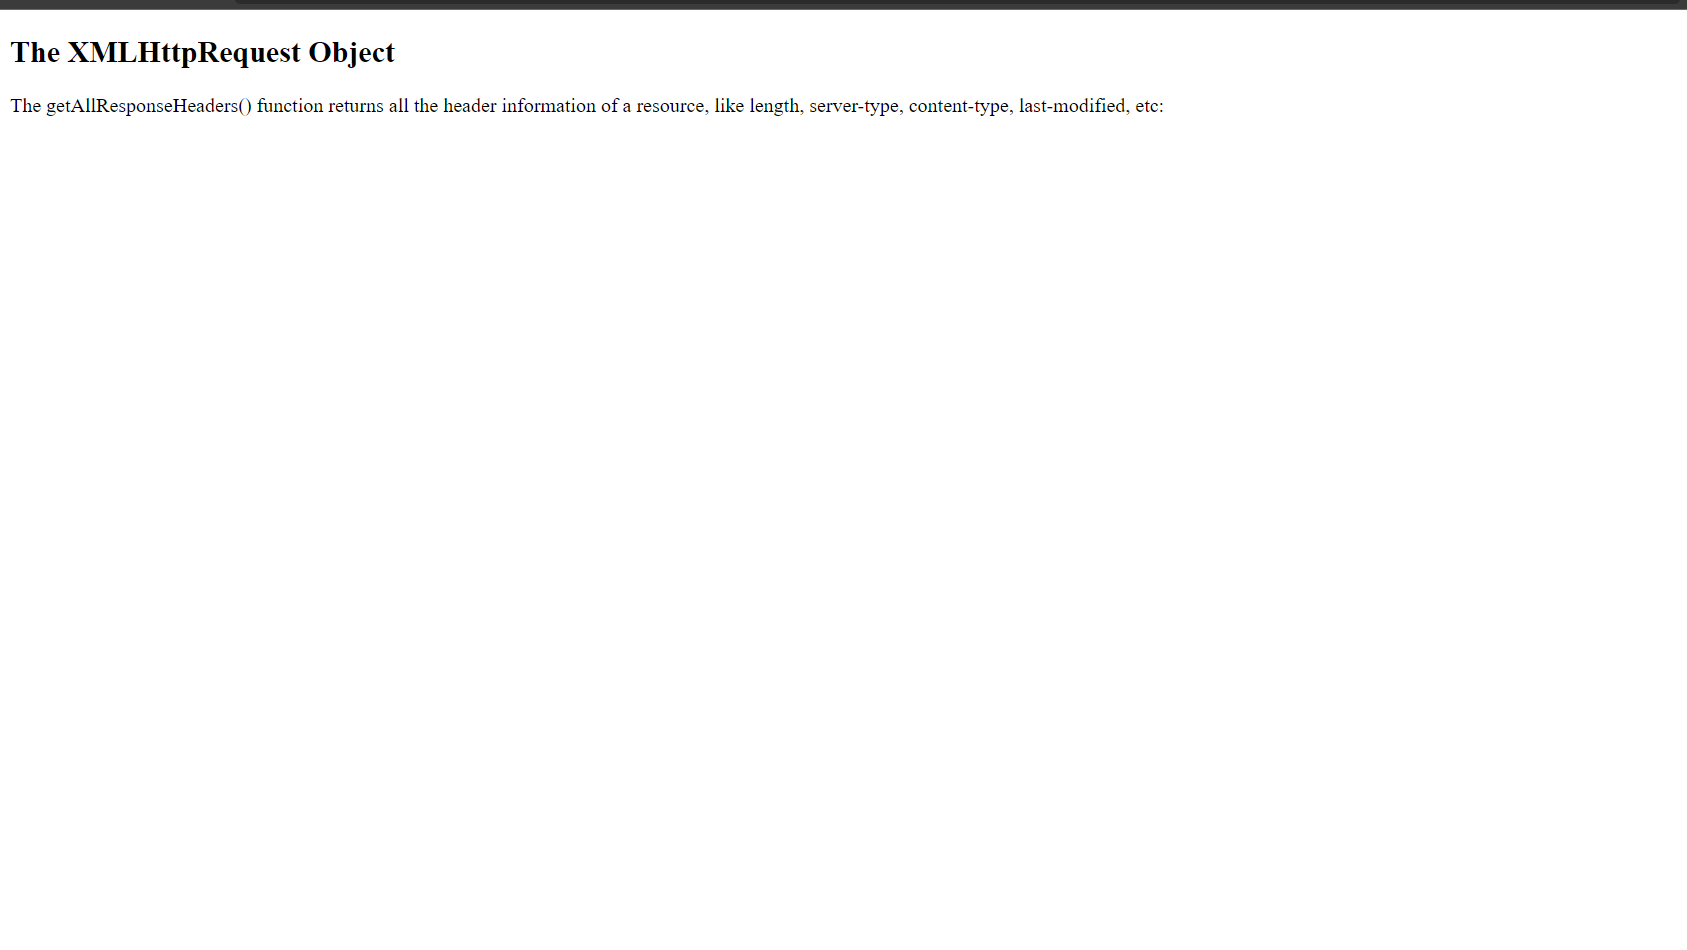 The XMLHttpRequest Object
The getAllResponseHeaders() function returns all the header information of a resource, like length, server-type, content-type, last-modified, etc: